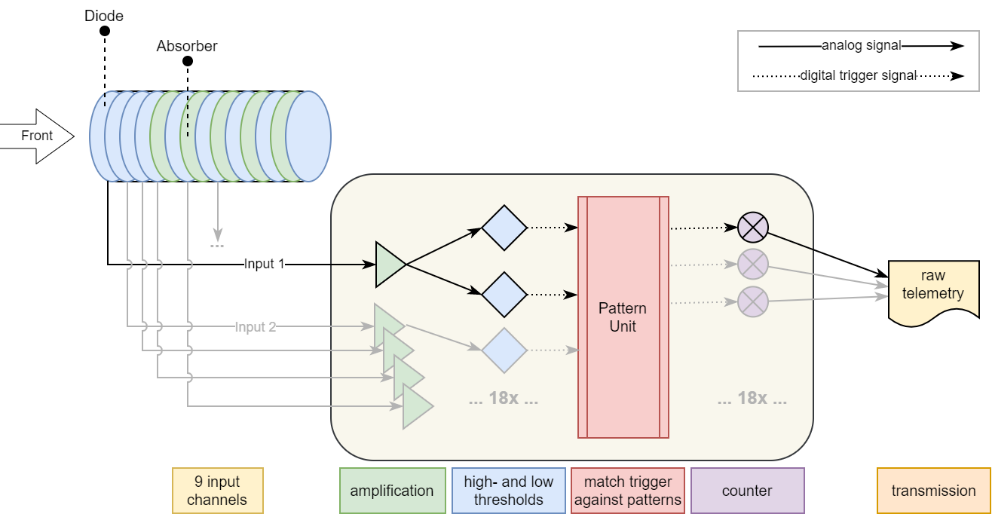 Diode
Absorber
Front
analog signal
digital trigger signal
Input 1
Input 2
...
Pattern
Unit
raw
telemetry
... 18x ...
... 18x ...
9 input
channels
amplification
high- and low
thresholds
match trigger
against patterns
counter
transmission